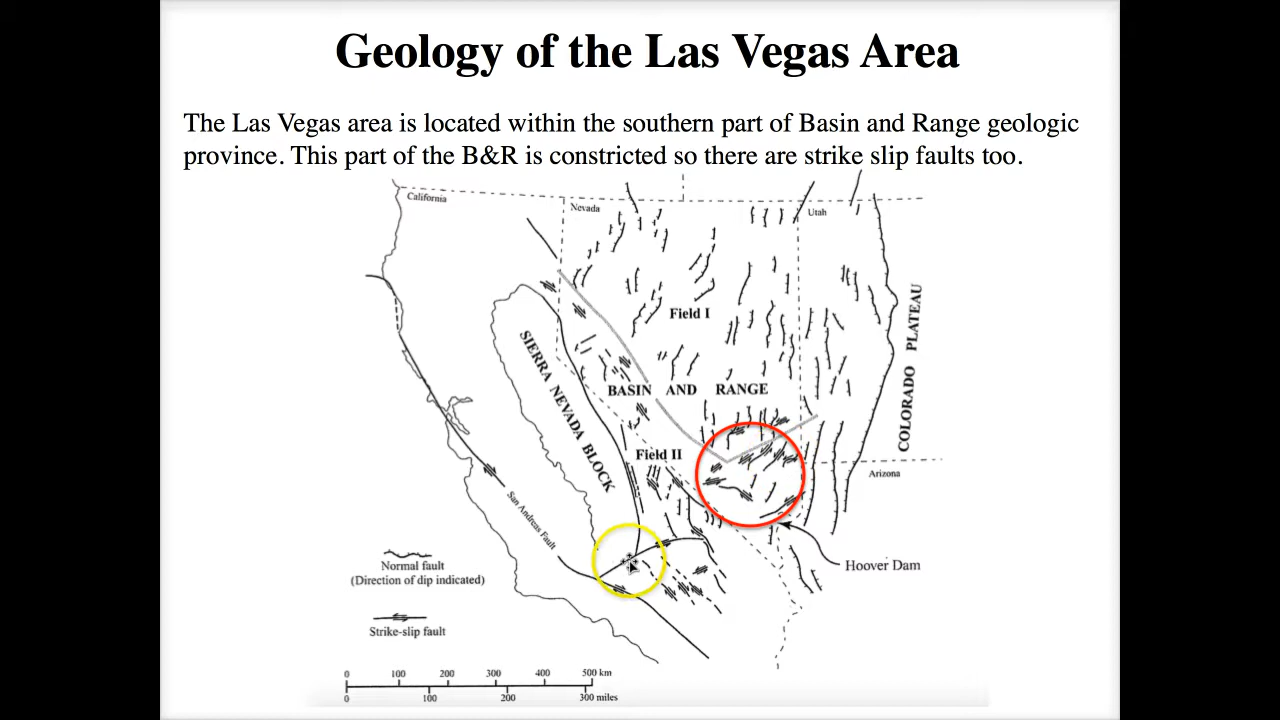 Geology of the Las Vegas Area
The Las Vegas area is located within the southern part of Basin and Range geologic
province. This part of the B&R is constricted so there are strike slip faults too.
California
Nevada
Utah
Field I
COLORADO PLATEAU
SIERRA NEVADA BLOCK
BASIN AND RANGE
Field II
Arizona
San Andreas Fault
Hoover Dam
Normal fault
(Direction of dip indicated)
Strike-slip fault
0 100 200 300 400 500 km
0 100 200 300 miles